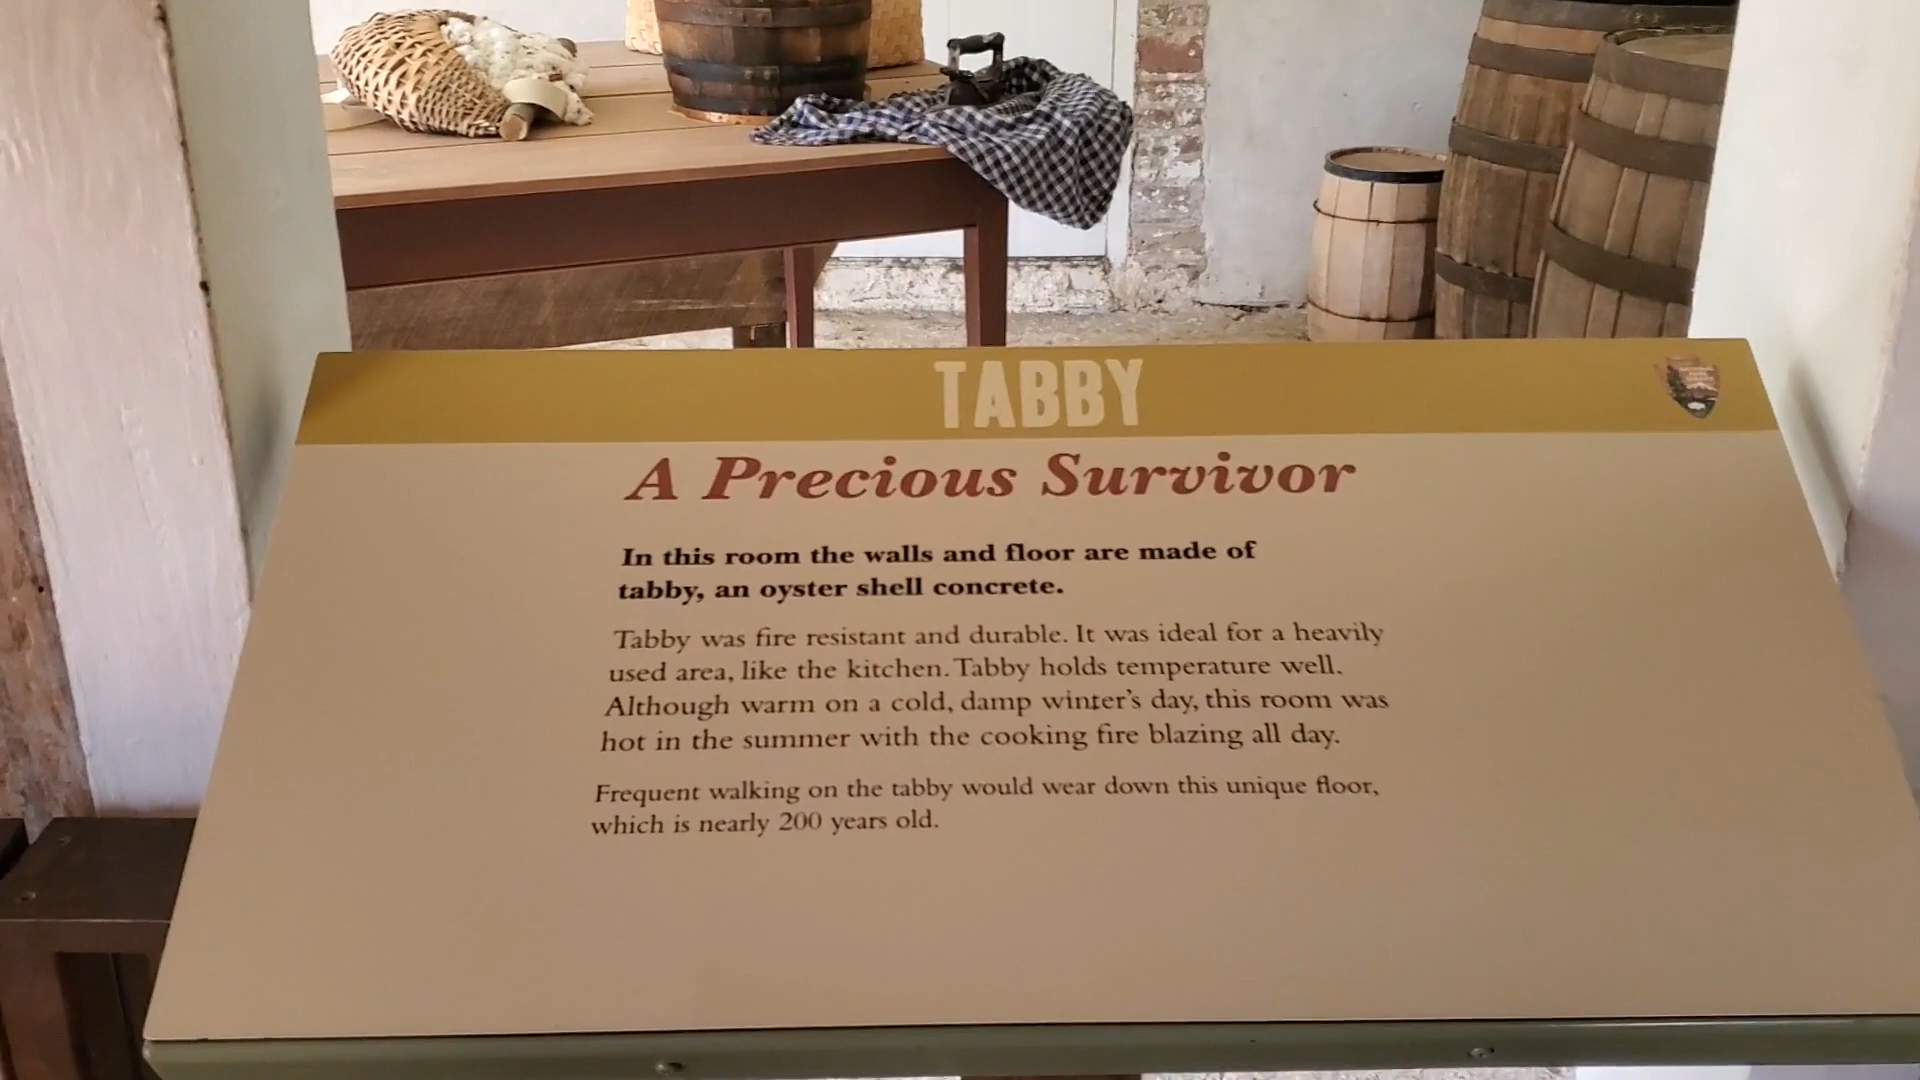 TABBY
A Precious Survivor
In this room the walls and floor are made of
tabby, an oyster shell concrete.
Tabby was fire resistant and durable. It was ideal for a heavily
used area, like the kitchen. Tabby holds temperature well.
Although warm on a cold, damp winter's day, this room was
hot in the summer with the cooking fire blazing all day.
Frequent walking on the tabby would wear down this unique floor,
which is nearly 200 years old.